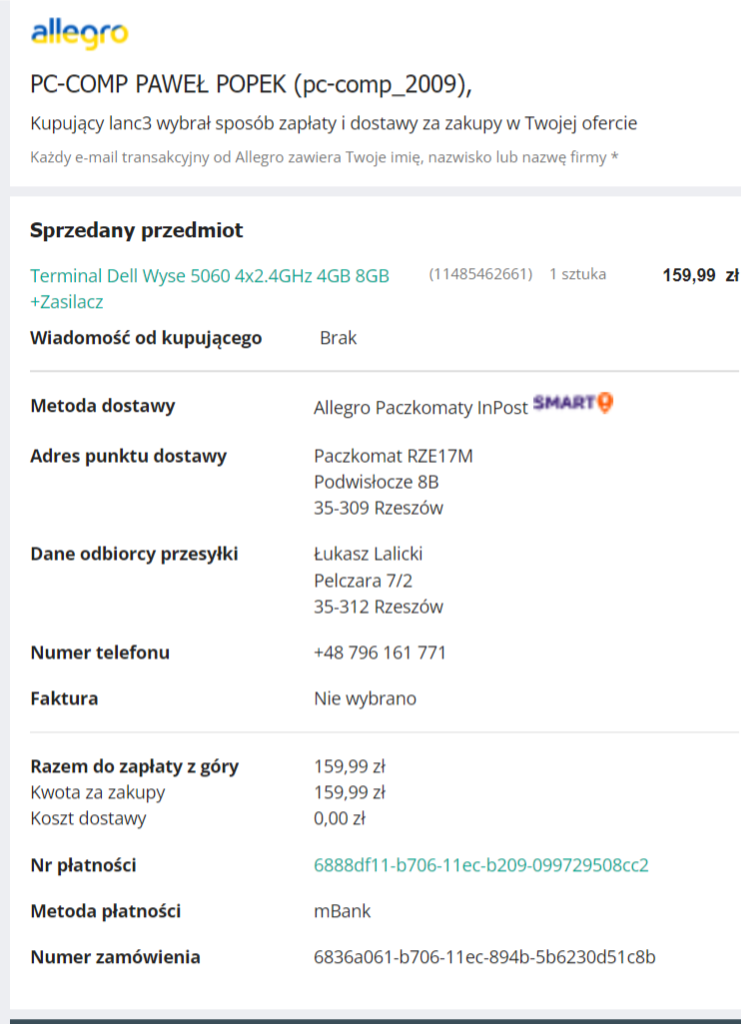 allegro
PC-COMP PAWEŁ POPEK (pc-comp_2009),
Kupujący lanc3 wybrał sposób zapłaty i dostawy za zakupy w Twojej ofercie
Każdy e-mail transakcyjny od Allegro zawiera Twoje imię, nazwisko lub nazwę firmy *
Sprzedany przedmiot
Terminal Dell Wyse 5060 4x2.4GHz 4GB 8GB (11485462661) 1 sztuka 159,99 zł
+Zasilacz
Wiadomość od kupującego Brak
Metoda dostawy Allegro Paczkomaty InPost SMART
Adres punktu dostawy Paczkomat RZE17M
Podwisłocze 8B
35-309 Rzeszów
Dane odbiorcy przesyłki Łukasz Lalicki
Pelczara 7/2
35-312 Rzeszów
Numer telefonu +48 796 161 771
Faktura Nie wybrano
Razem do zapłaty z góry 159,99 zł
Kwota za zakupy 159,99 zł
Koszt dostawy 0,00 zł
Nr płatności 6888df11-b706-11ec-b209-099729508cc2
Metoda płatności mBank
Numer zamówienia 6836a061-b706-11ec-894b-5b6230d51c8b